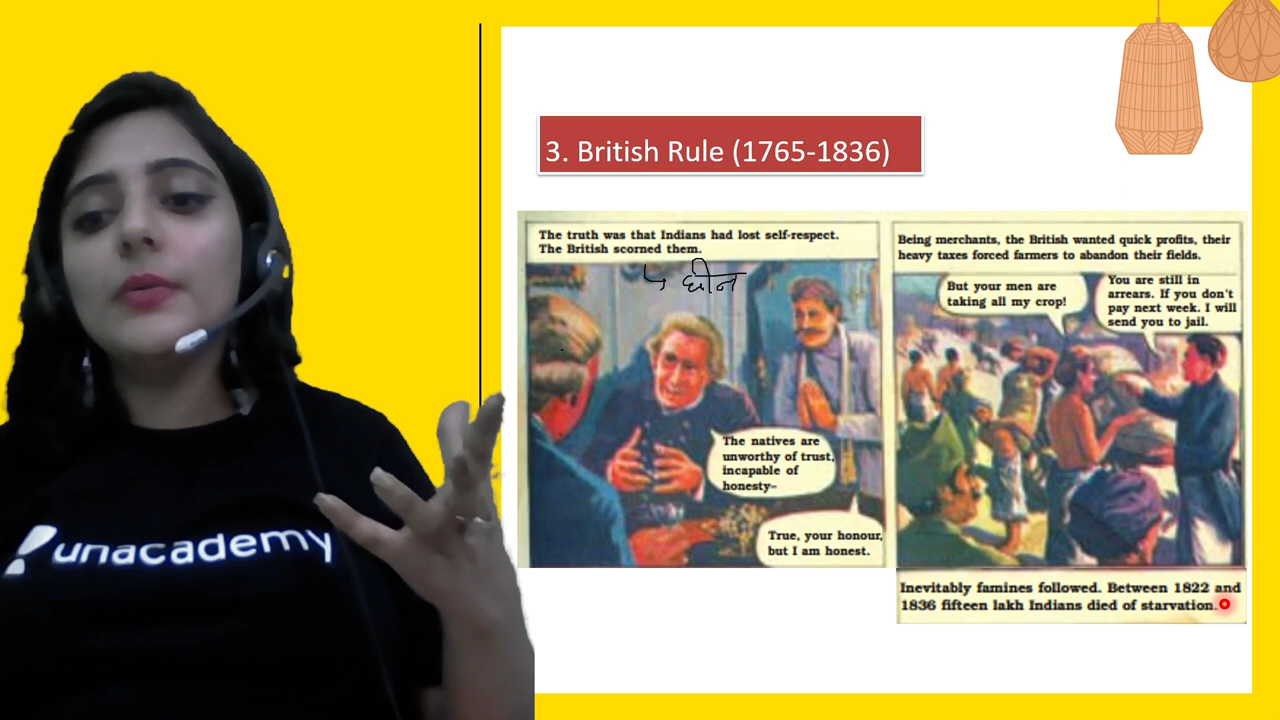 3. British Rule (1765-1836)
The truth was that Indians had lost self-respect.
The British scorned them.
The natives are
unworthy of trust,
incapable of
honesty–
True, your honour,
but I am honest.
Being merchants, the British wanted quick profits, their
heavy taxes forced farmers to abandon their fields.
But your men are
taking all my crop!
You are still in
arrears. If you don't
pay next week. I will
send you to jail.
Inevitably famines followed. Between 1822 and
1836 fifteen lakh Indians died of starvation.
unacademy